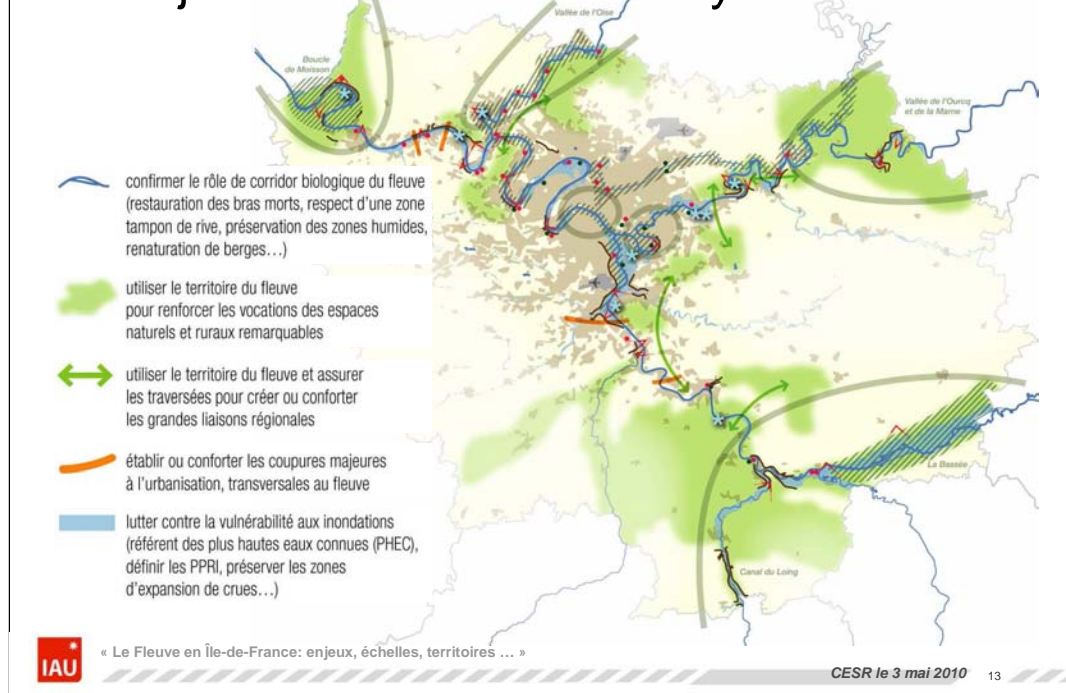 Vallée de l'Oise
Boucle
de Moisson
Vallée de l'Ourcq
et de la Marne
confirmer le rôle de corridor biologique du fleuve
(restauration des bras morts, respect d'une zone
tampon de rive, préservation des zones humides,
renaturation de berges…)
utiliser le territoire du fleuve
pour renforcer les vocations des espaces
naturels et ruraux remarquables
utiliser le territoire du fleuve et assurer
les traversées pour créer ou conforter
les grandes liaisons régionales
établir ou conforter les coupures majeures
à l'urbanisation, transversales au fleuve
La Bassée
lutter contre la vulnérabilité aux inondations
(référent des plus hautes eaux connues (PHEC),
définir les PPRI, préserver les zones
d'expansion de crues…)
Canal du Loing
IAU
« Le Fleuve en Île-de-France: enjeux, échelles, territoires … »
CESR le 3 mai 2010
13